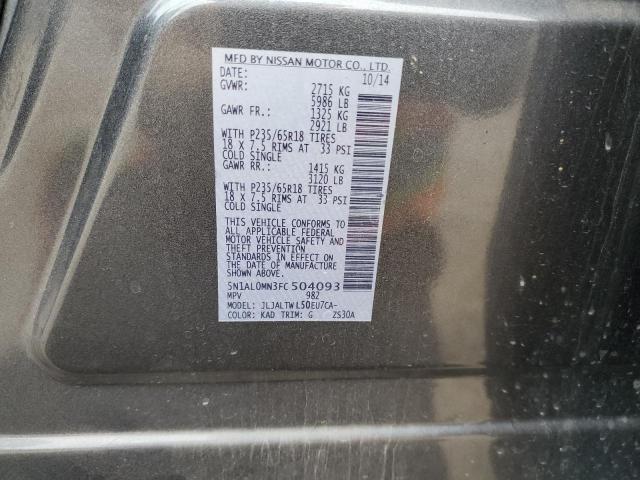 MFD BY NISSAN MOTOR CO., LTD.
DATE: 10/14
GVWR: 2715 KG
5986 LB
GAWR FR.: 1325 KG
2921 LB
WITH P235/65R18 TIRES
18 X 7.5 RIMS AT 33 PSI
COLD SINGLE
GAWR RR.: 1415 KG
3120 LB
WITH P235/65R18 TIRES
18 X 7.5 RIMS AT 33 PSI
COLD SINGLE
THIS VEHICLE CONFORMS TO
ALL APPLICABLE FEDERAL
MOTOR VEHICLE SAFETY AND
THEFT PREVENTION
STANDARDS IN EFFECT ON
THE DATE OF MANUFACTURE
SHOWN ABOVE.
5N1AL0MN3FC504093
MPV 982
MODEL: JLJALTWL50EU7CA-
COLOR: KAD TRIM: G ZS30A